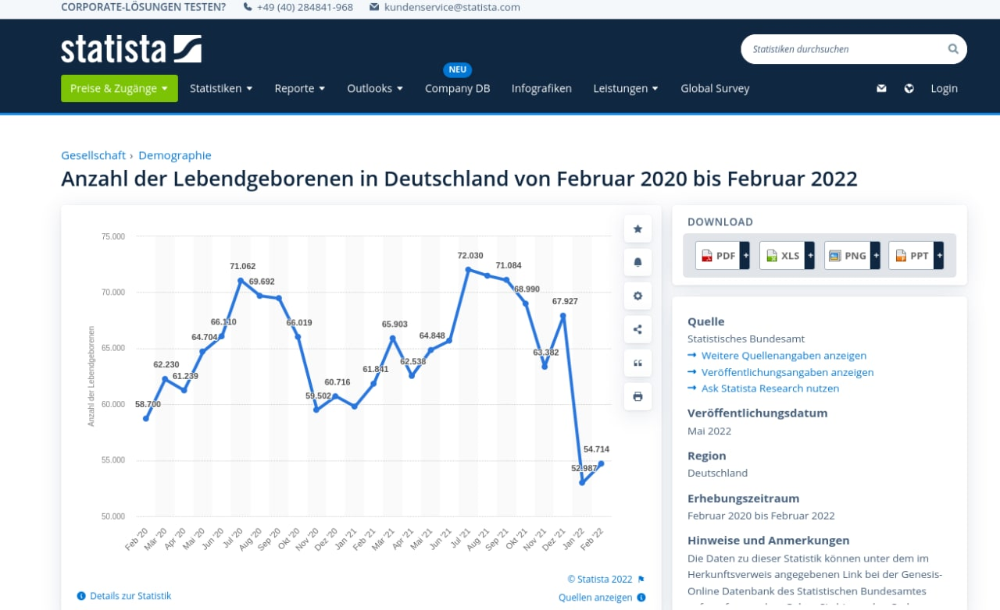 CORPORATE-LÖSUNGEN TESTEN? +49 (40) 284841-968 kundenservice@statista.com
statista
Statistiken durchsuchen
NEU
Preise & Zugänge Statistiken Reporte Outlooks Company DB Infografiken Leistungen Global Survey Login
Gesellschaft › Demographie
Anzahl der Lebendgeborenen in Deutschland von Februar 2020 bis Februar 2022
Anzahl der Lebendgeborenen
75.000
70.000
65.000
60.000
55.000
50.000
58.700
62.230
61.239
64.704
66.110
71.062
69.692
66.019
59.502
60.716
61.841
65.903
62.538
64.848
72.030
71.084
68.990
63.382
67.927
52.987
54.714
Feb '20
Mär '20
Apr '20
Mai '20
Jun '20
Jul '20
Aug '20
Sep '20
Okt '20
Nov '20
Dez '20
Jan '21
Feb '21
Mär '21
Apr '21
Mai '21
Jun '21
Jul '21
Aug '21
Sep '21
Okt '21
Nov '21
Dez '21
Jan '22
Feb '22
© Statista 2022
Details zur Statistik
Quellen anzeigen
DOWNLOAD
PDF + XLS + PNG + PPT +
Quelle
Statistisches Bundesamt
→ Weitere Quellenangaben anzeigen
→ Veröffentlichungsangaben anzeigen
→ Ask Statista Research nutzen
Veröffentlichungsdatum
Mai 2022
Region
Deutschland
Erhebungszeitraum
Februar 2020 bis Februar 2022
Hinweise und Anmerkungen
Die Daten zu dieser Statistik können unter dem im
Herkunftsverweis angegebenen Link bei der Genesis-
Online Datenbank des Statistischen Bundesamtes